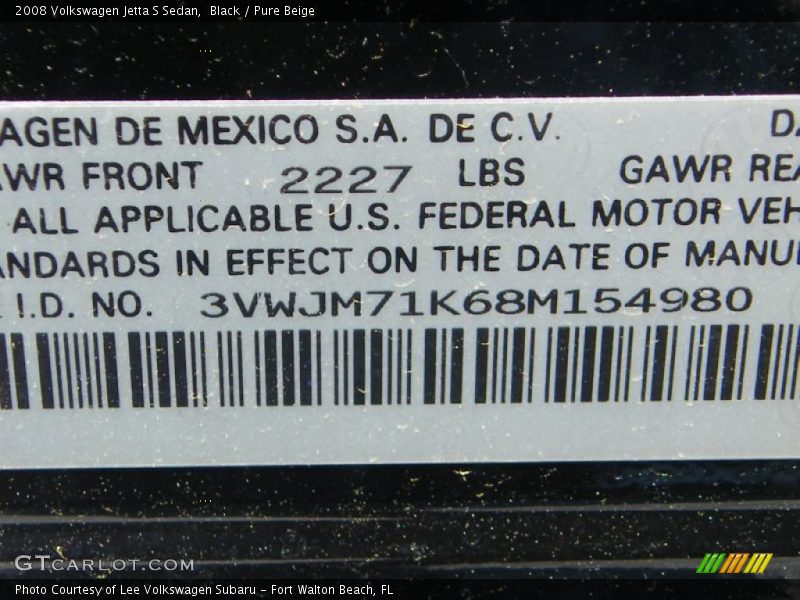 2008 Volkswagen Jetta S Sedan, Black / Pure Beige
AGEN DE MEXICO S.A. DE C.V. DA
WR FRONT 2227 LBS GAWR REA
ALL APPLICABLE U.S. FEDERAL MOTOR VEH
NDARDS IN EFFECT ON THE DATE OF MANU
I.D. NO. 3VWJM71K68M154980
GTCARLOT.COM
Photo Courtesy of Lee Volkswagen Subaru - Fort Walton Beach, FL